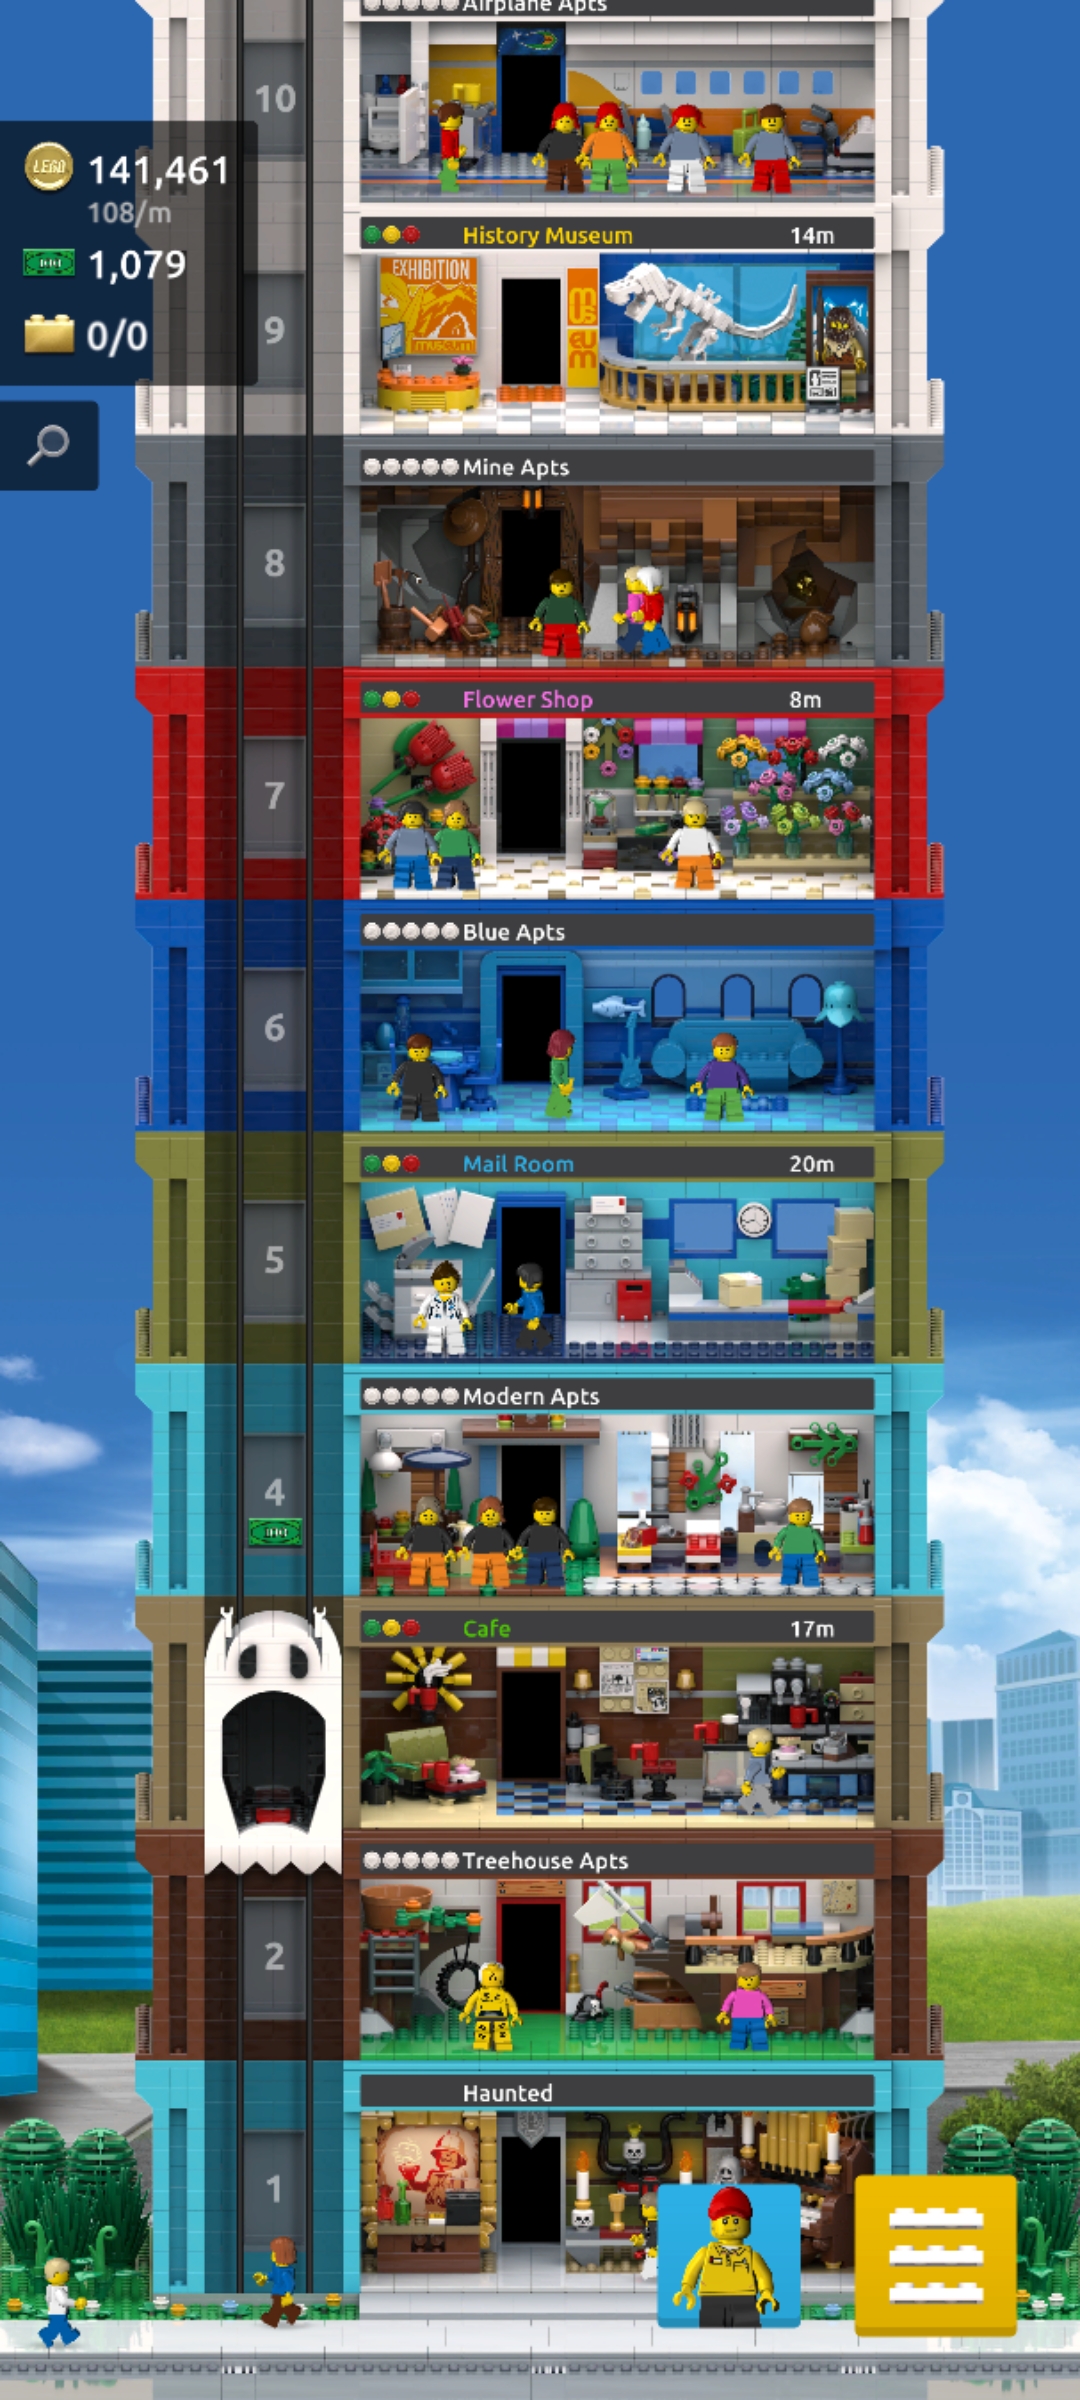 Airplane Apts
10
LEGO 141,461
108/m
1,079
0/0
History Museum 14m
EXHIBITION
museum
mus
eum
9
Mine Apts
8
Flower Shop 8m
7
Blue Apts
6
Mail Room 20m
5
Modern Apts
4
Cafe 17m
Treehouse Apts
2
Haunted
1